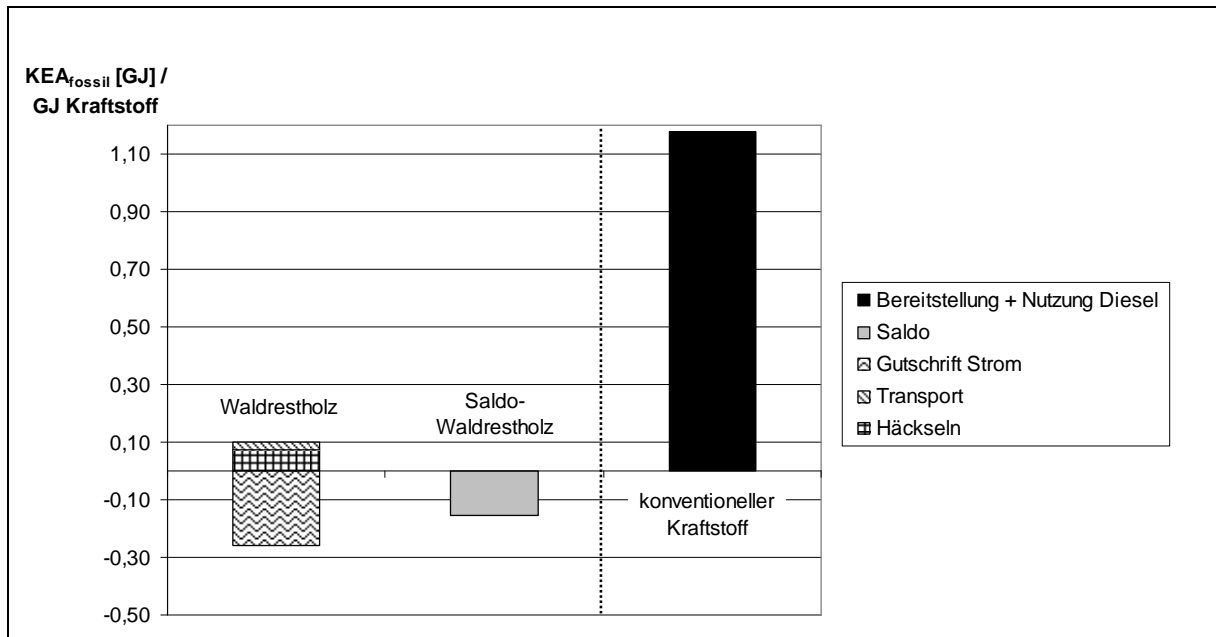 KEAfossil [GJ] /
GJ Kraftstoff
1,10
0,90
0,70
0,50
0,30
0,10
-0,10
-0,30
-0,50
Waldrestholz
Saldo-
Waldrestholz
konventioneller
Kraftstoff
Bereitstellung + Nutzung Diesel
Saldo
Gutschrift Strom
Transport
Häckseln